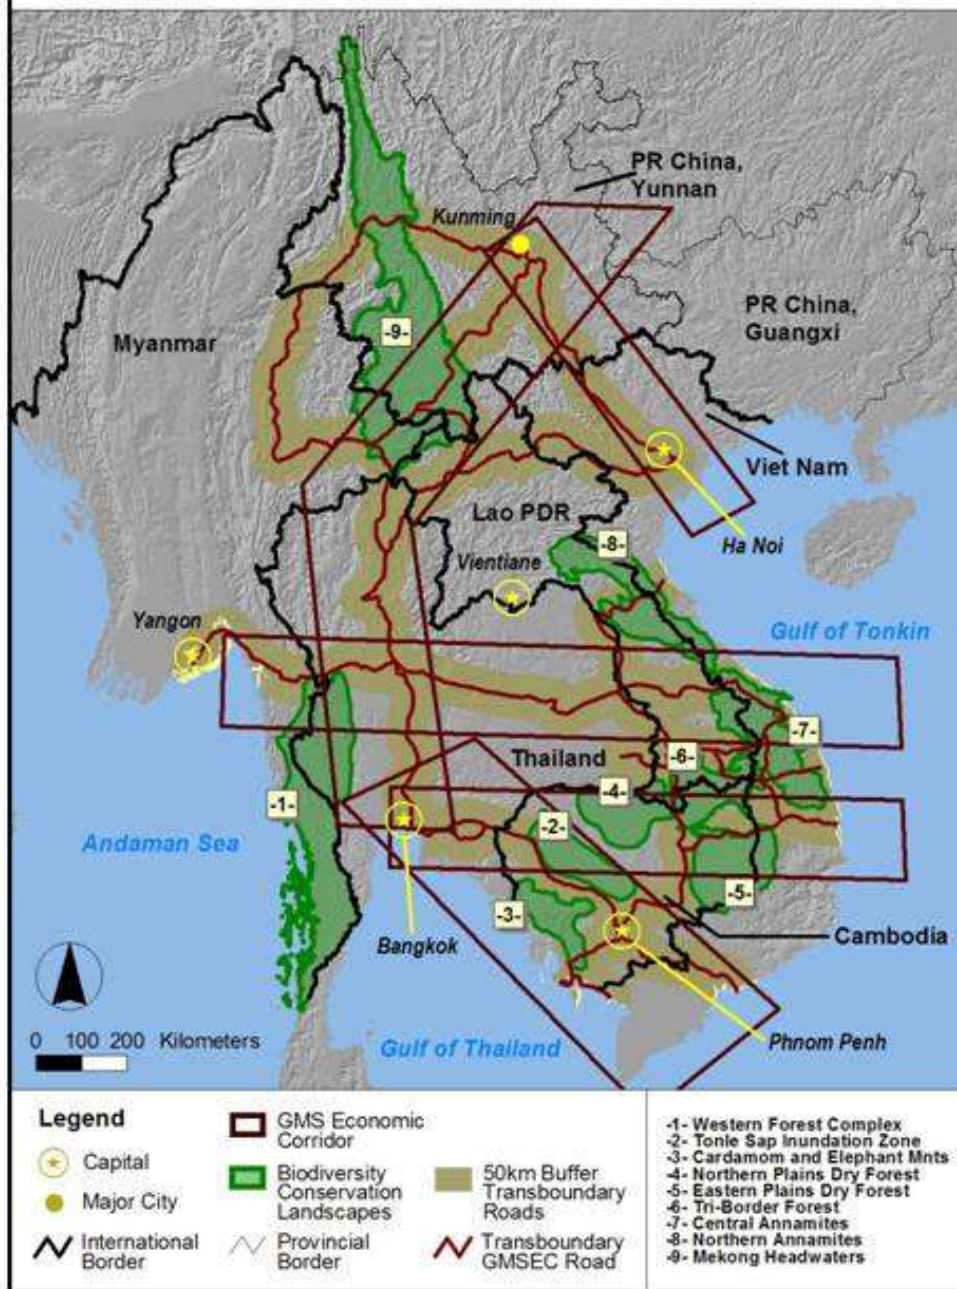 PR China,
Yunnan
Kunming
PR China,
Guangxi
-9-
Myanmar
Viet Nam
Lao PDR
-8-
Ha Noi
Vientiane
Yangon
Gulf of Tonkin
-7-
Thailand
-6-
-4-
-1-
-2-
Andaman Sea
-5-
-3-
Bangkok
Cambodia
0 100 200 Kilometers
Gulf of Thailand
Phnom Penh
Legend
Capital
Major City
International
Border
GMS Economic
Corridor
Biodiversity
Conservation
Landscapes
Provincial
Border
50km Buffer
Transboundary
Roads
Transboundary
GMSEC Road
-1- Western Forest Complex
-2- Tonle Sap Inundation Zone
-3- Cardamom and Elephant Mnts
-4- Northern Plains Dry Forest
-5- Eastern Plains Dry Forest
-6- Tri-Border Forest
-7- Central Annamites
-8- Northern Annamites
-9- Mekong Headwaters